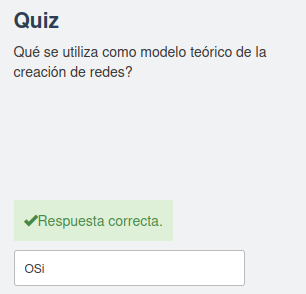 Quiz
Qué se utiliza como modelo teórico de la
creación de redes?
Respuesta correcta.
OSi